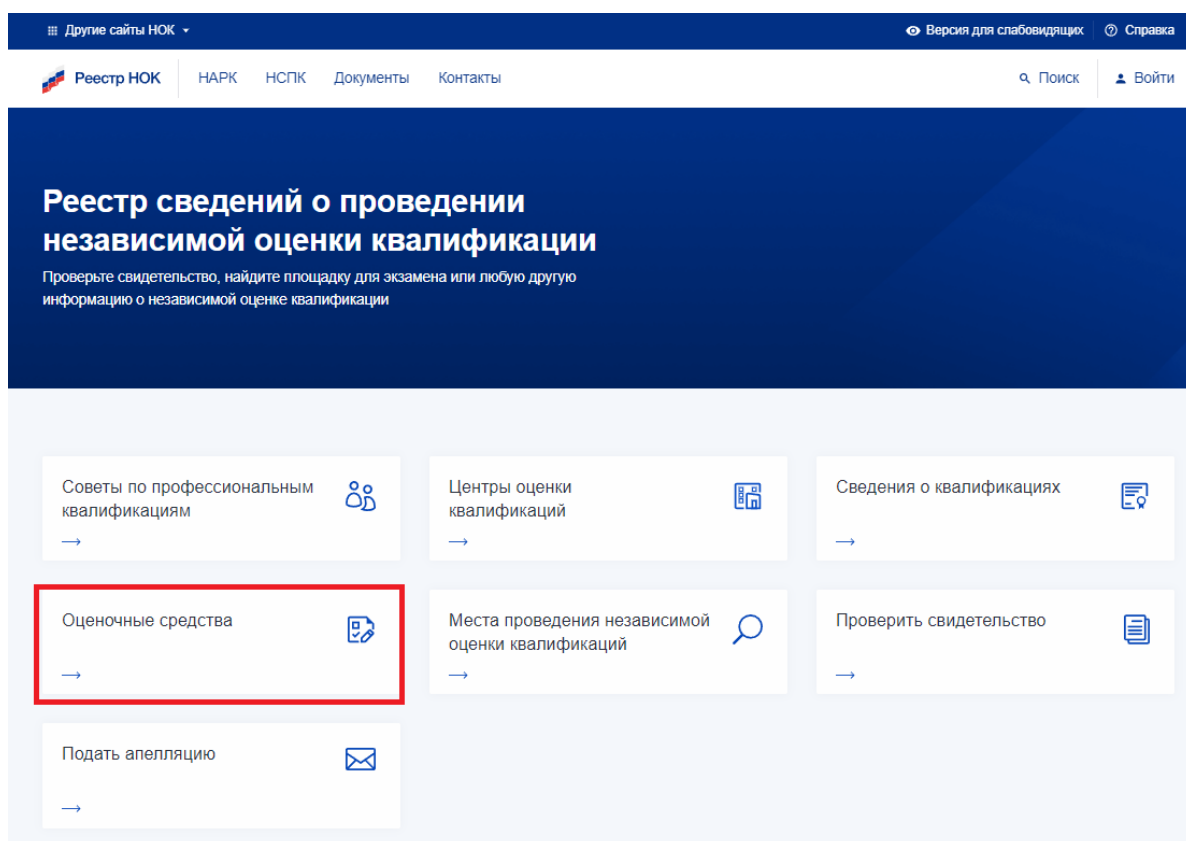 Другие сайты НОК
Версия для слабовидящих
Справка
Реестр НОК
НАРК
НСПК
Документы
Контакты
Поиск
Войти
Реестр сведений о проведении
независимой оценки квалификации
Проверьте свидетельство, найдите площадку для экзамена или любую другую
информацию о независимой оценке квалификации
Советы по профессиональным
квалификациям
Центры оценки
квалификаций
Сведения о квалификациях
Оценочные средства
Места проведения независимой
оценки квалификаций
Проверить свидетельство
Подать апелляцию